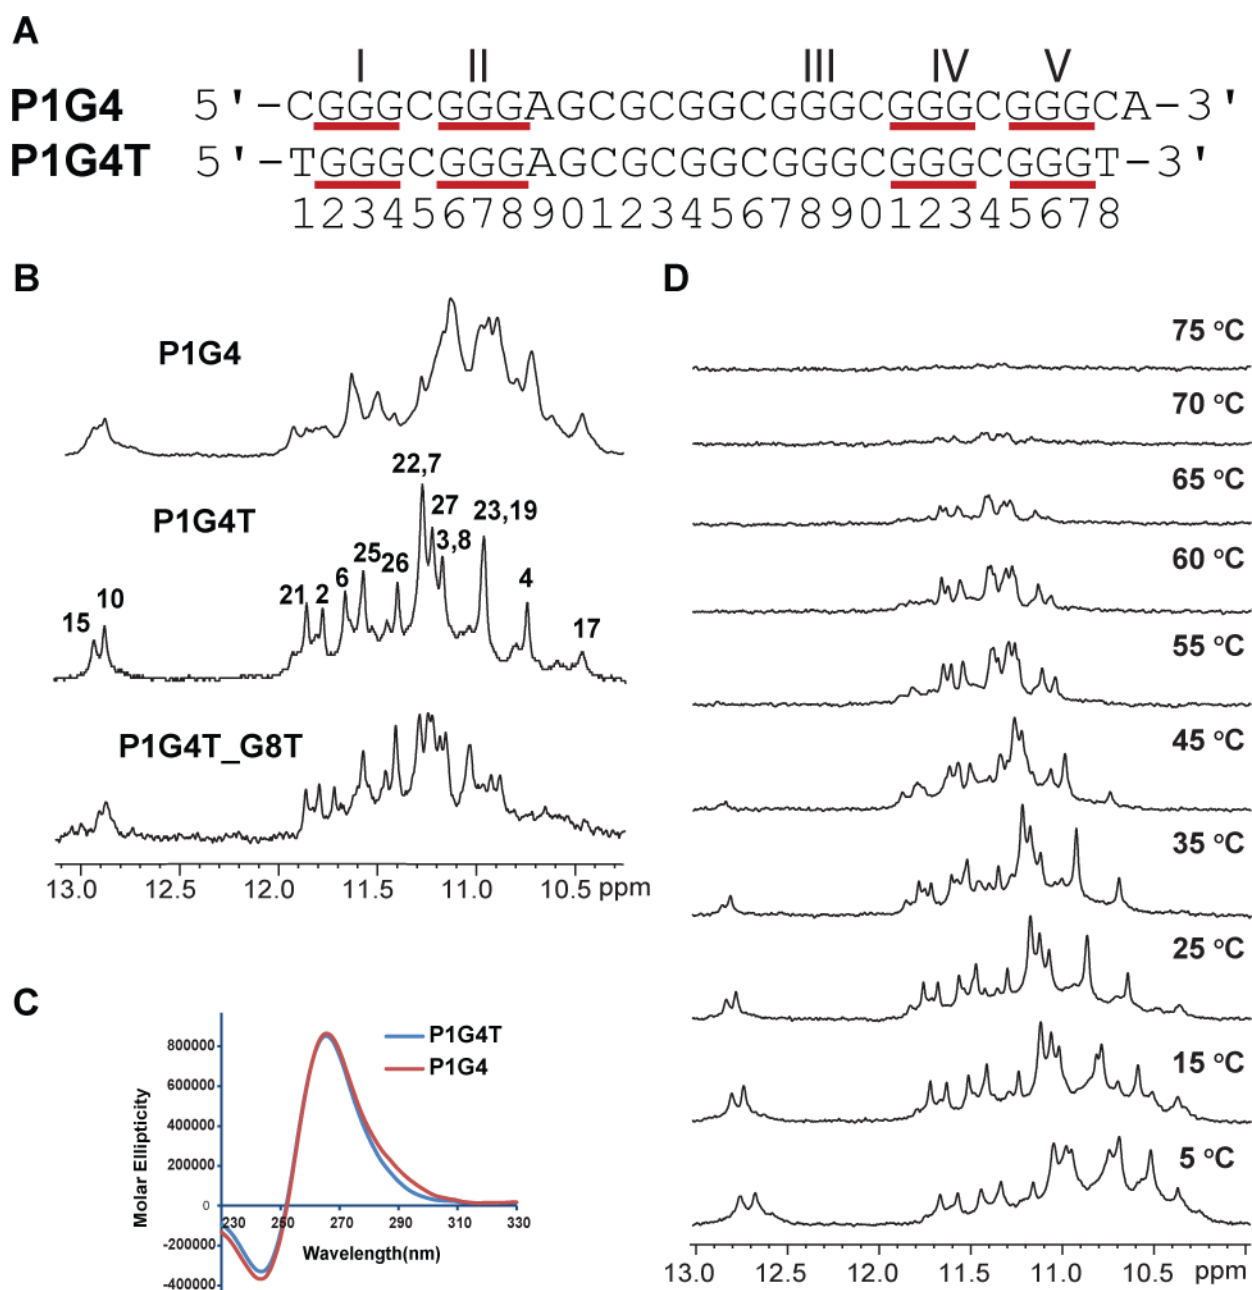 A
I II III IV V
P1G4 5'-CGGGCGGGAGCGCGGCGGGCGGGCGGGCA-3'
P1G4T 5'-TGGGCGGGAGCGCGGCGGGCGGGCGGGT-3'
1234567890123456789012345678
B
P1G4
P1G4T
15 10 21 2 6 25 26 22,7 27 3,8 23,19 4 17
P1G4T_G8T
13.0 12.5 12.0 11.5 11.0 10.5 ppm
C
P1G4T
P1G4
Molar Ellipticity
800000
600000
400000
200000
0
-200000
-400000
230 250 270 290 310 330
Wavelength(nm)
D
75 °C
70 °C
65 °C
60 °C
55 °C
45 °C
35 °C
25 °C
15 °C
5 °C
13.0 12.5 12.0 11.5 11.0 10.5 ppm